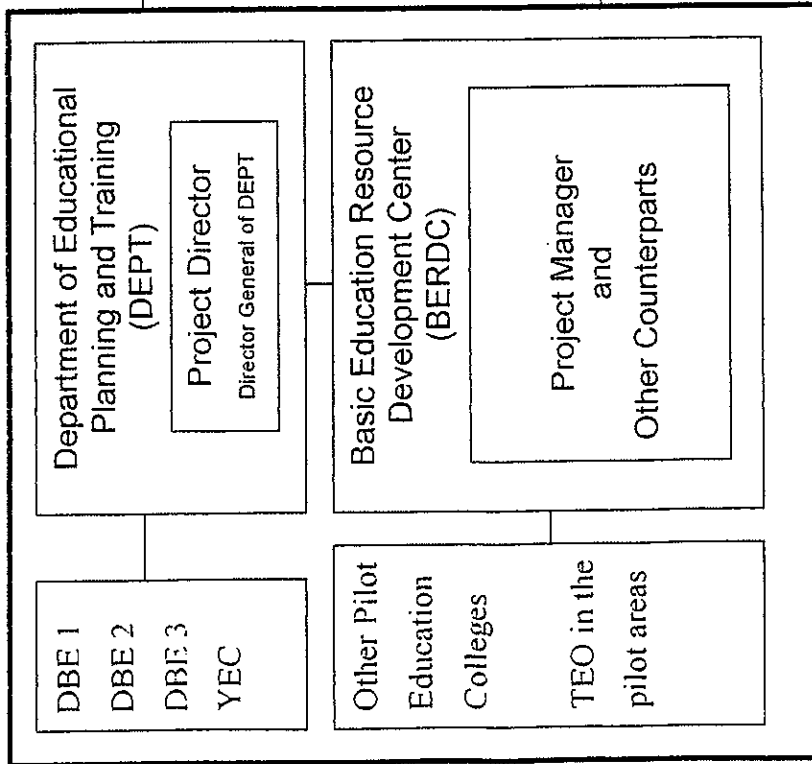 Department of Educational
Planning and Training
(DEPT)
Project Director
Director General of DEPT
DBE 1
DBE 2
DBE 3
YEC
Basic Education Resource
Development Center
(BERDC)
Project Manager
and
Other Counterparts
Other Pilot
Education
Colleges
TEO in the
pilot areas